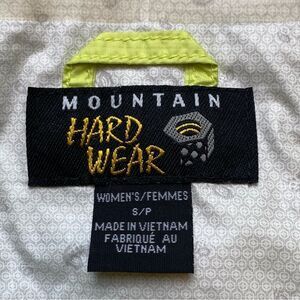 MOUNTAIN
HARD
WEAR
WOMEN'S/FEMMES
S/P
MADE IN VIETNAM
FABRIQUÉ AU
VIETNAM